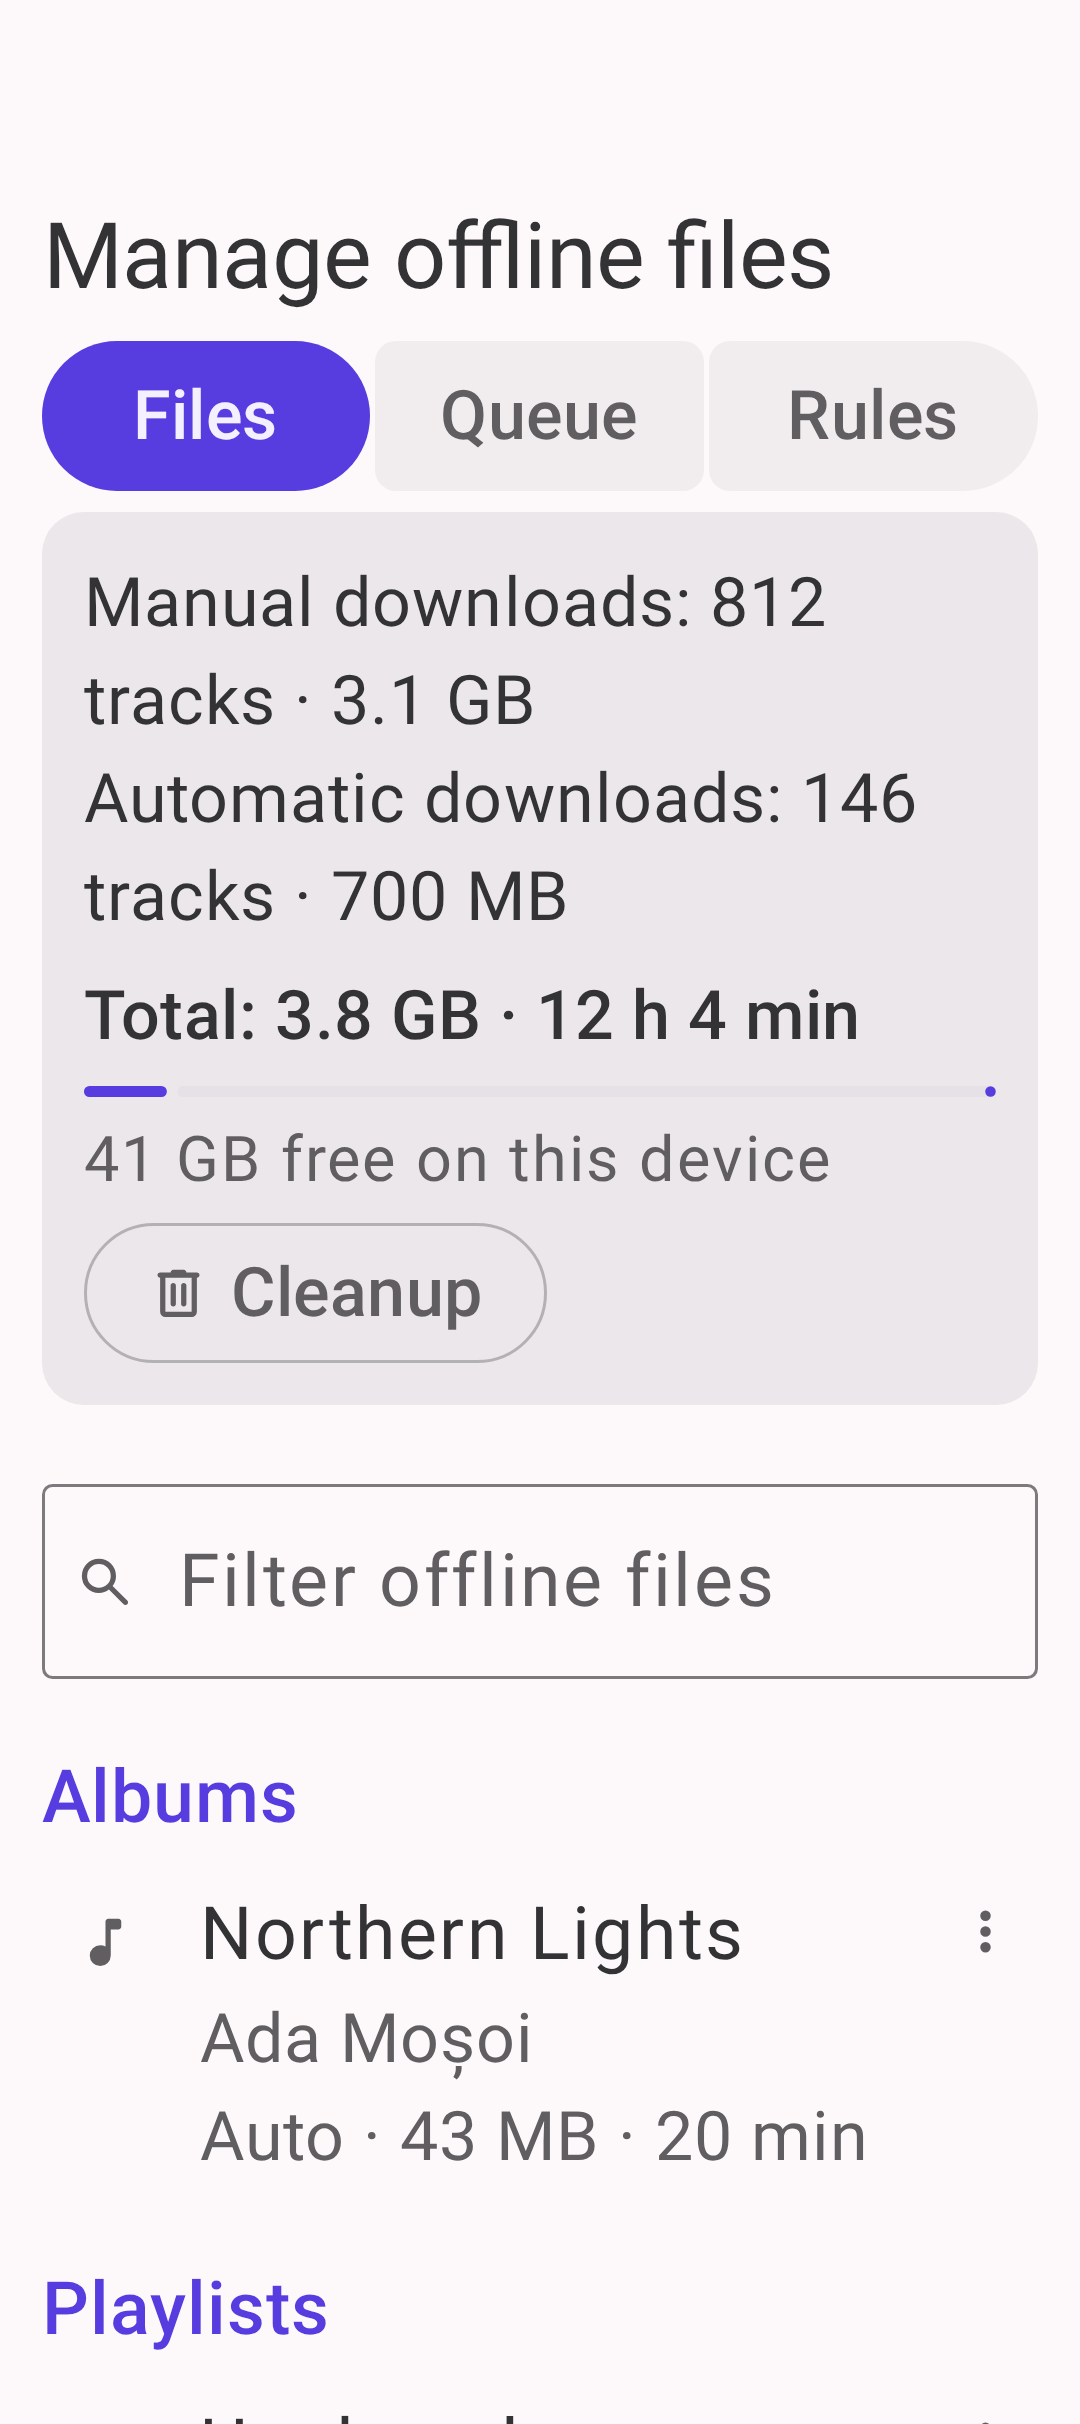 Manage offline files
Files
Queue
Rules
Manual downloads: 812
tracks · 3.1 GB
Automatic downloads: 146
tracks · 700 MB
Total: 3.8 GB · 12 h 4 min
41 GB free on this device
Cleanup
Filter offline files
Albums
Northern Lights
Ada Moșoi
Auto · 43 MB · 20 min
Playlists